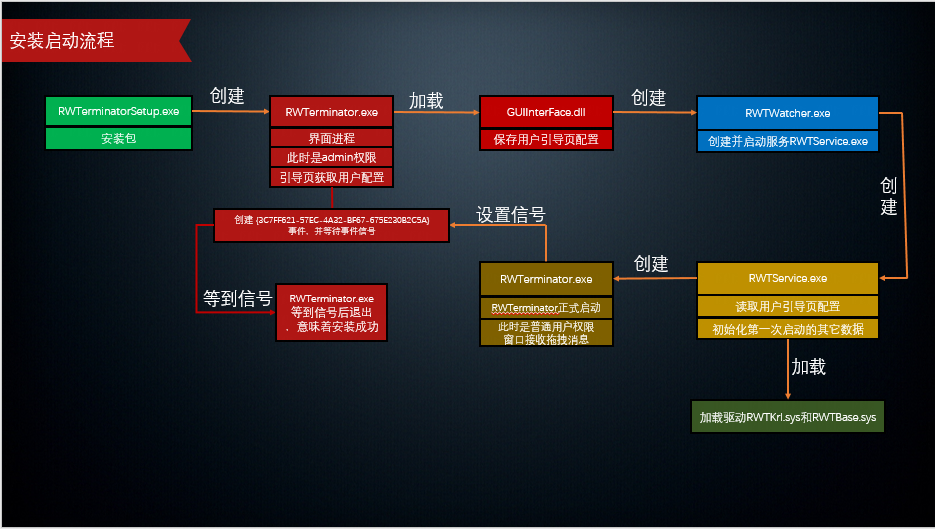 安装启动流程
RWTerminatorSetup.exe
安装包
创建
RWTerminator.exe
界面进程
此时是admin权限
引导页获取用户配置
加载
GUIInterFace.dll
保存用户引导页配置
创建
RWTWatcher.exe
创建并启动服务RWTService.exe
创
建
创建 {3C7FF621-57EC-4A32-BF67-675E230B2C5A}
事件、并等待事件信号
设置信号
RWTerminator.exe
RWTerminator正式启动
此时是普通用户权限
窗口接收拖拽消息
创建
RWTService.exe
读取用户引导页配置
初始化第一次启动的其它数据
等到信号
RWTerminator.exe
等到信号后退出
、意味着安装成功
加载
加载驱动RWTKrl.sys和RWTBase.sys